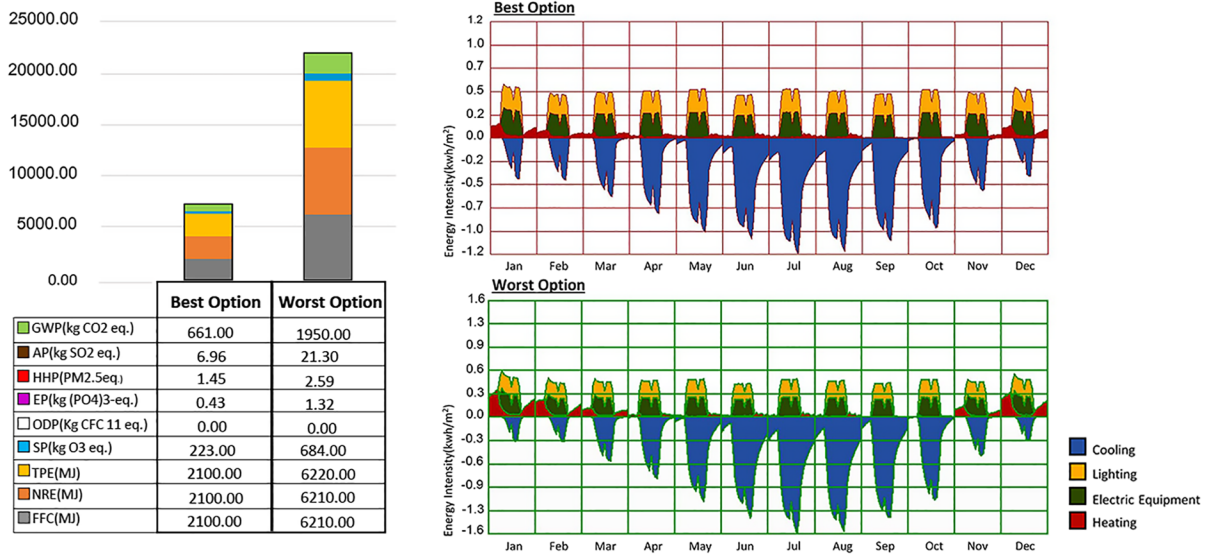 25000.00
20000.00
15000.00
10000.00
5000.00
0.00
Best Option Worst Option
GWP(kg CO2 eq.) 661.00 1950.00
AP(kg SO2 eq.) 6.96 21.30
HHP(PM2.5eq.) 1.45 2.59
EP(kg (PO4)3-eq.) 0.43 1.32
ODP(Kg CFC 11 eq.) 0.00 0.00
SP(kg O3 eq.) 223.00 684.00
TPE(MJ) 2100.00 6220.00
NRE(MJ) 2100.00 6210.00
FFC(MJ) 2100.00 6210.00
Best Option
Energy Intensity(kwh/m²)
1.2
1.0
0.7
0.5
0.2
0.0
-0.2
-0.5
-0.7
-1.0
-1.2
Jan Feb Mar Apr May Jun Jul Aug Sep Oct Nov Dec
Worst Option
Energy Intensity(kwh/m²)
1.6
1.3
0.9
0.6
0.3
0.0
-0.3
-0.6
-0.9
-1.3
-1.6
Jan Feb Mar Apr May Jun Jul Aug Sep Oct Nov Dec
Cooling
Lighting
Electric Equipment
Heating